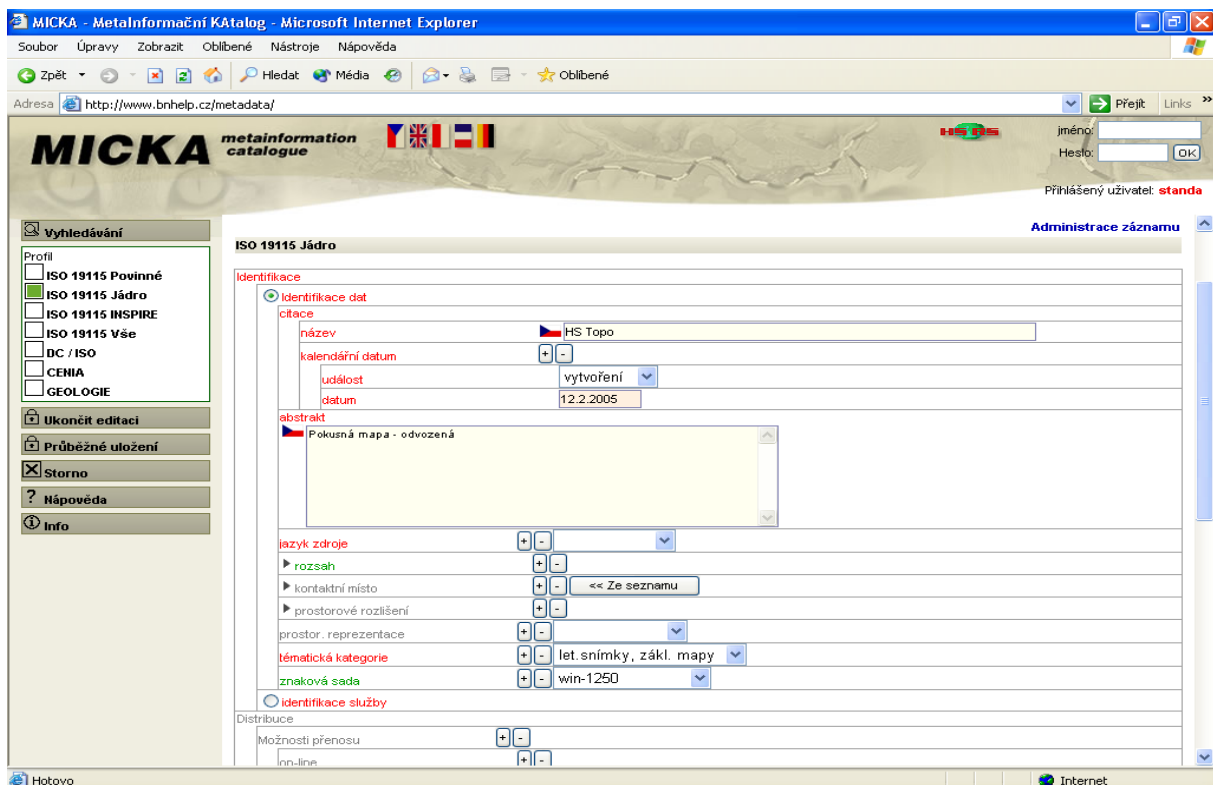 MICKA - MetaInformační KAtalog - Microsoft Internet Explorer
Soubor Úpravy Zobrazit Oblíbené Nástroje Nápověda
Zpět Hledat Média Oblíbené
Adresa http://www.bnhelp.cz/metadata/ Přejít Links »
MICKA metainformation catalogue
HS RS
jméno:
Heslo: OK
Přihlášený uživatel: standa
Vyhledávání
Profil
ISO 19115 Povinné
ISO 19115 Jádro
ISO 19115 INSPIRE
ISO 19115 Vše
DC / ISO
CENIA
GEOLOGIE
Ukončit editaci
Průběžné uložení
Storno
? Nápověda
Info
Administrace záznamu
ISO 19115 Jádro
Identifikace
Identifikace dat
citace
název HS Topo
kalendářní datum + -
událost vytvoření
datum 12.2.2005
abstrakt
Pokusná mapa - odvozená
jazyk zdroje + -
rozsah + -
kontaktní místo + - << Ze seznamu
prostorové rozlišení + -
prostor. reprezentace + -
tématická kategorie + - let.snímky, zákl. mapy
znaková sada + - win-1250
identifikace služby
Distribuce
Možnosti přenosu + -
on-line + -
Hotovo Internet